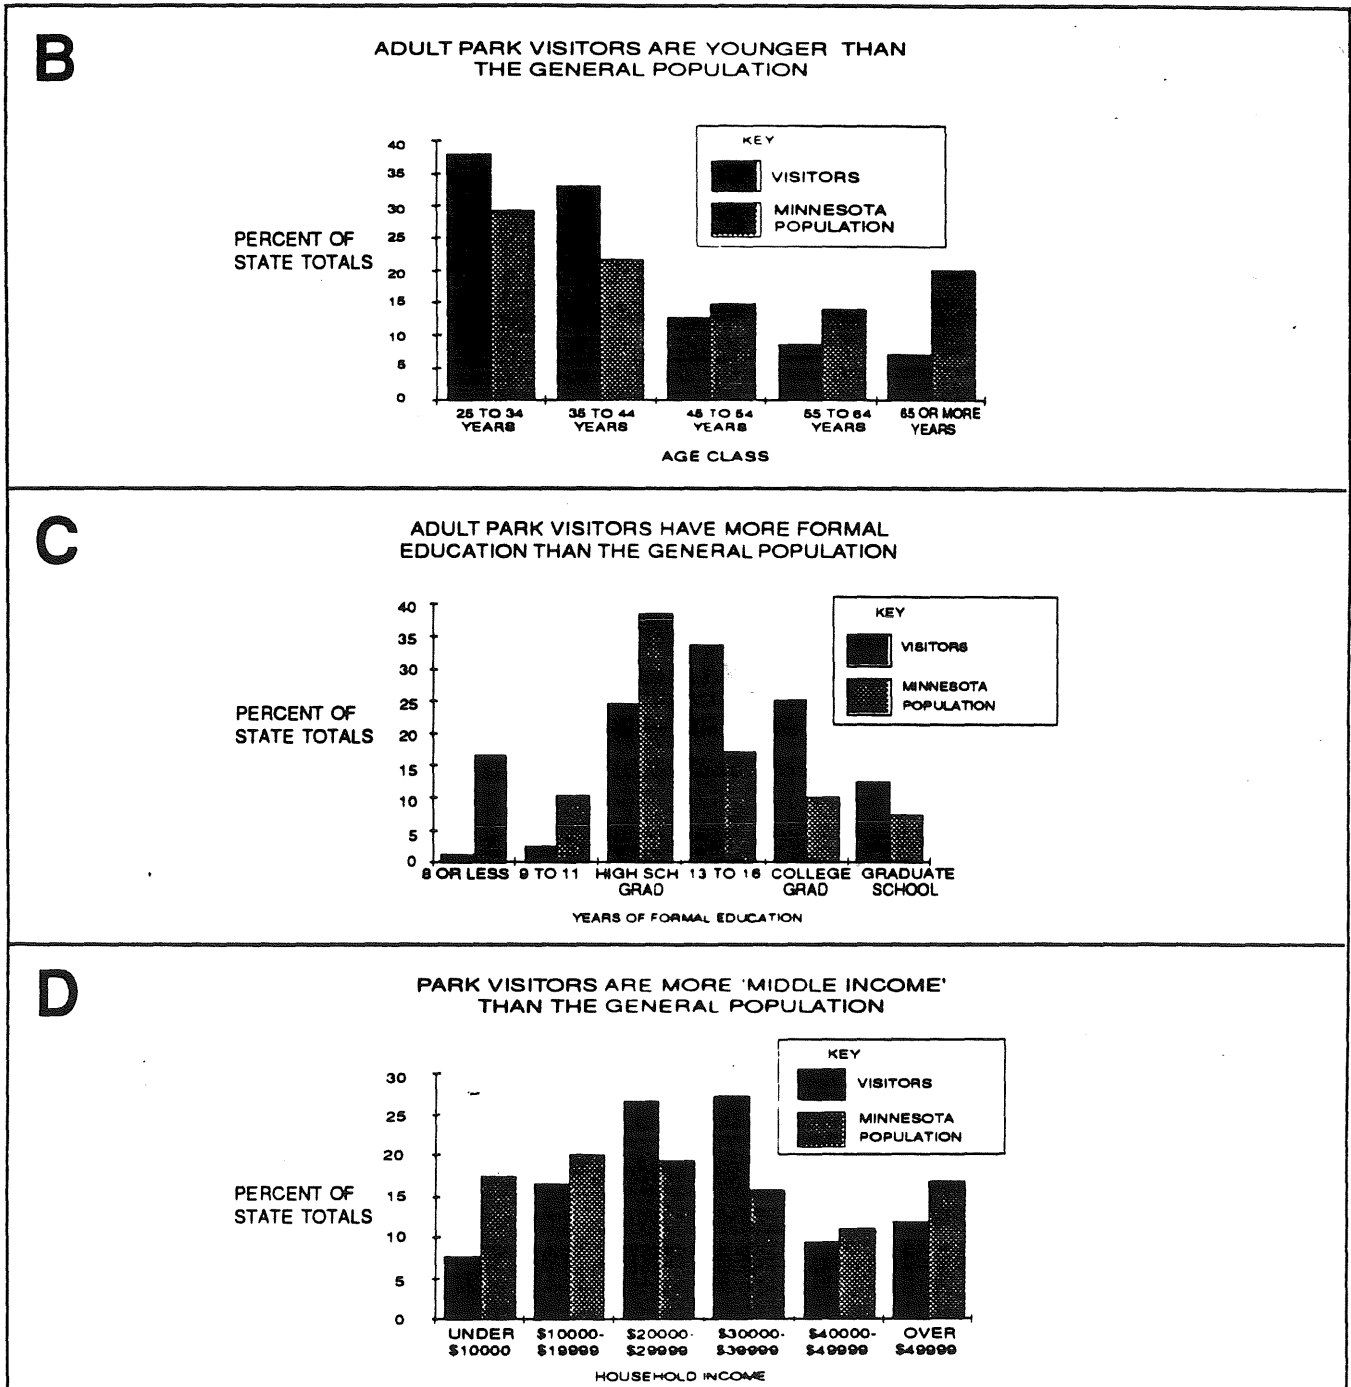 B
ADULT PARK VISITORS ARE YOUNGER THAN
THE GENERAL POPULATION
KEY
VISITORS
MINNESOTA
POPULATION
PERCENT OF
STATE TOTALS
40
35
30
25
20
15
10
5
0
25 TO 34
YEARS
35 TO 44
YEARS
45 TO 54
YEARS
55 TO 64
YEARS
65 OR MORE
YEARS
AGE CLASS
C
ADULT PARK VISITORS HAVE MORE FORMAL
EDUCATION THAN THE GENERAL POPULATION
KEY
VISITORS
MINNESOTA
POPULATION
PERCENT OF
STATE TOTALS
40
35
30
25
20
15
10
5
0
8 OR LESS
9 TO 11
HIGH SCH
GRAD
13 TO 16
COLLEGE
GRAD
GRADUATE
SCHOOL
YEARS OF FORMAL EDUCATION
D
PARK VISITORS ARE MORE 'MIDDLE INCOME'
THAN THE GENERAL POPULATION
KEY
VISITORS
MINNESOTA
POPULATION
PERCENT OF
STATE TOTALS
30
25
20
15
10
5
0
UNDER
$10000
$10000-
$19999
$20000-
$29999
$30000-
$39999
$40000-
$49999
OVER
$49999
HOUSEHOLD INCOME